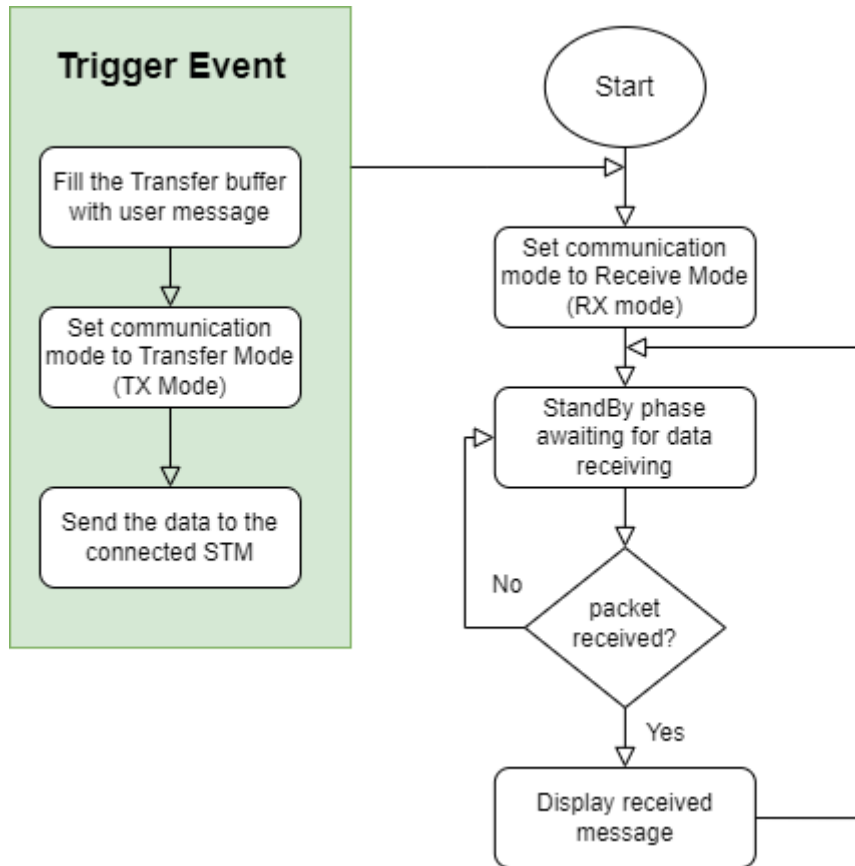 Trigger Event
Fill the Transfer buffer
with user message
Set communication
mode to Transfer Mode
(TX Mode)
Send the data to the
connected STM
Start
Set communication
mode to Receive Mode
(RX mode)
StandBy phase
awaiting for data
receiving
No
packet
received?
Yes
Display received
message